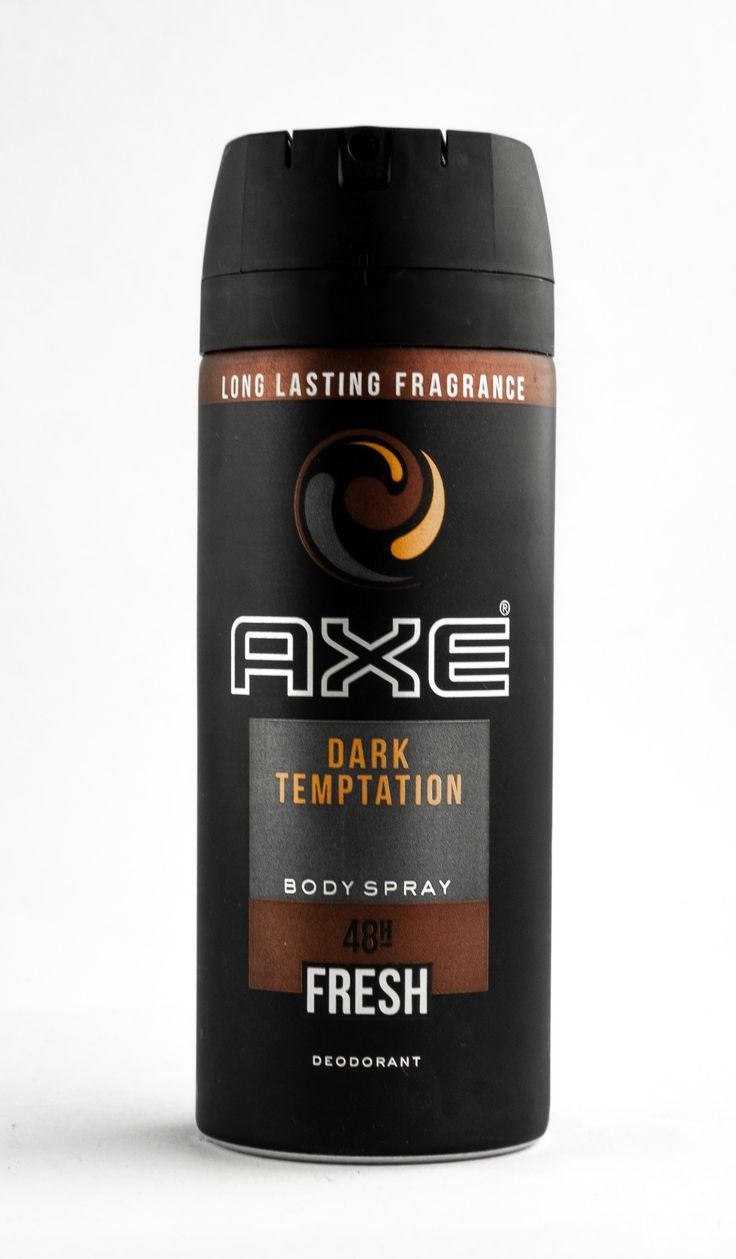 LONG LASTING FRAGRANCE
AXE®
DARK
TEMPTATION
BODY SPRAY
48H
FRESH
DEODORANT